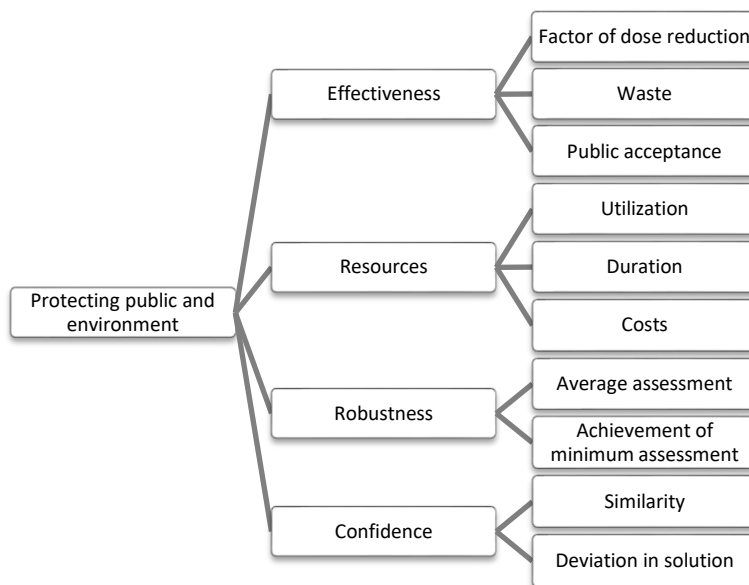 Protecting public and
environment
Effectiveness
Factor of dose reduction
Waste
Public acceptance
Resources
Utilization
Duration
Costs
Robustness
Average assessment
Achievement of
minimum assessment
Confidence
Similarity
Deviation in solution